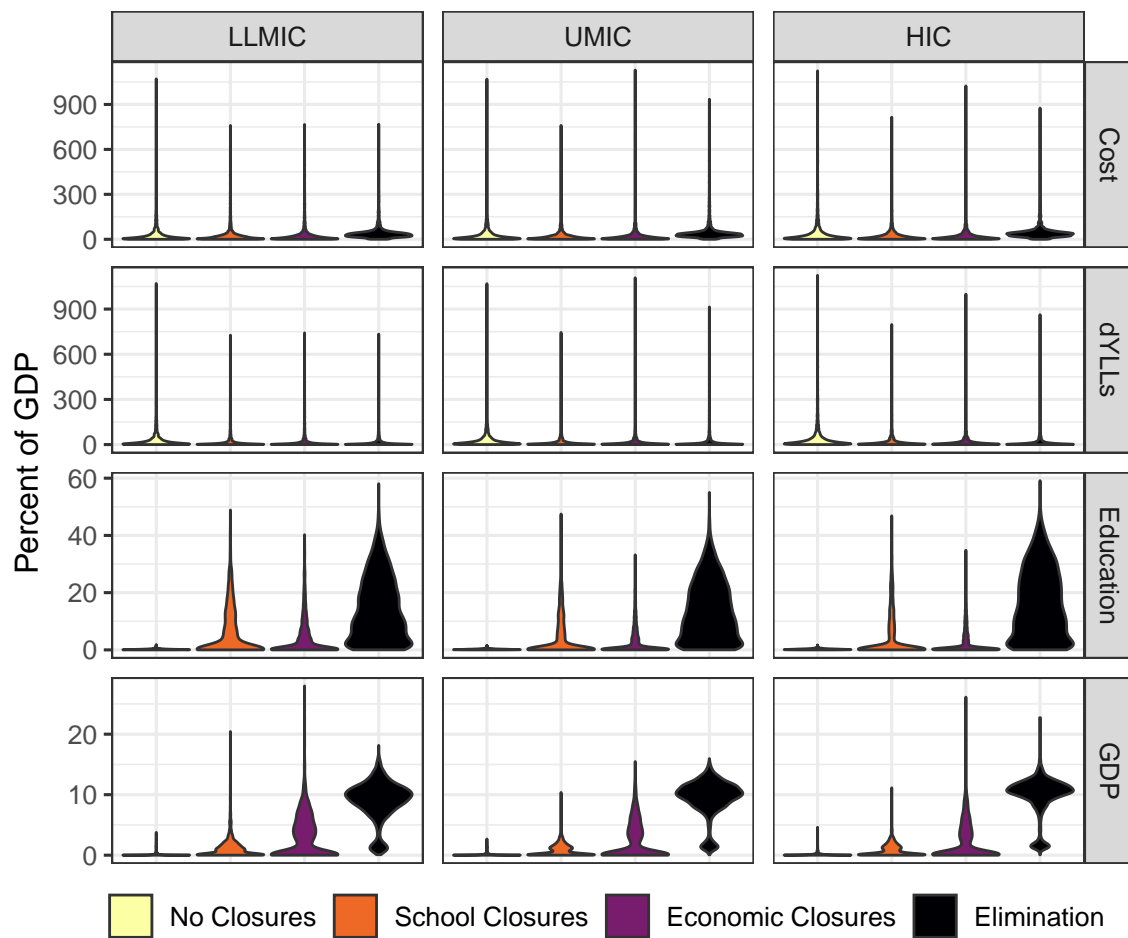 LLMIC UMIC HIC
Percent of GDP
900
600
300
0
Cost
900
600
300
0
dYLLs
60
40
20
0
Education
20
10
0
GDP
No Closures School Closures Economic Closures Elimination